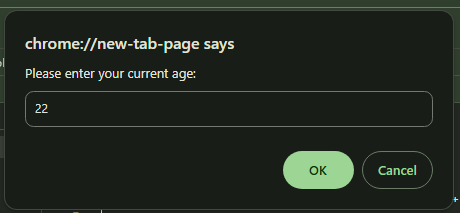 chrome://new-tab-page says
Please enter your current age:
22
OK
Cancel